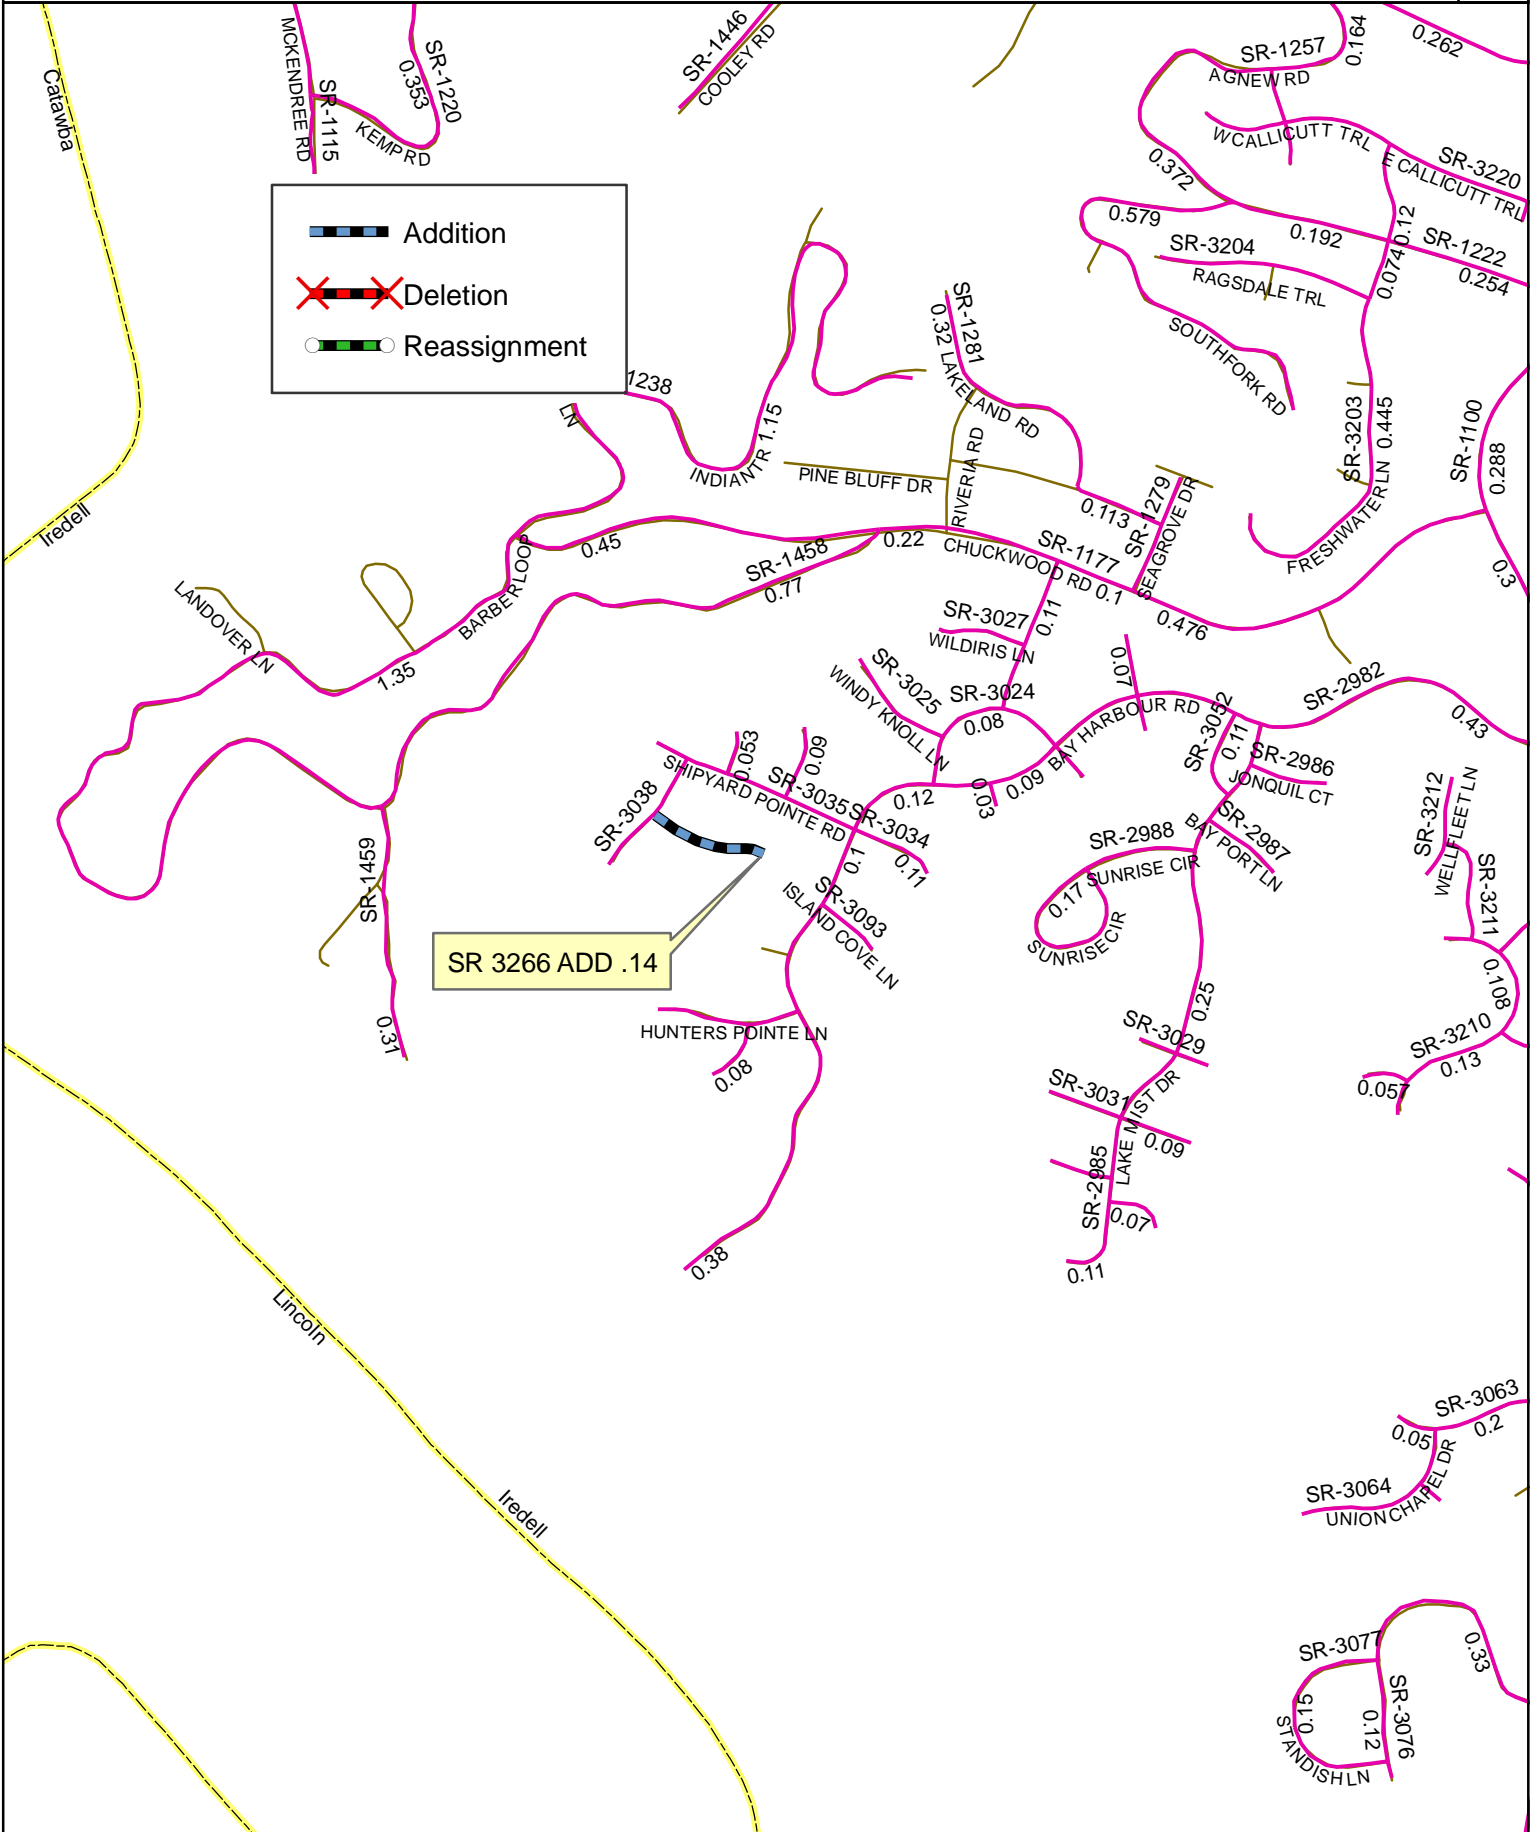 MCKENDREE RD
SR-1115
SR-1220
0.353
KEMP RD
SR-1446
COOLEY RD
Catawba
SR-1257
AGNEW RD
0.164
0.262
W CALLICUTT TRL
E CALLICUTT TRL
SR-3220
0.372
0.579
0.192
0.12
SR-1222
0.254
0.074
SR-3204
RAGSDALE TRL
SOUTHFORK RD
Addition
Deletion
Reassignment
1238
LN
INDIAN TR
1.15
SR-1281
0.32
LAKELAND RD
PINE BLUFF DR
RIVERIA RD
0.113
SR-1279
SEAGROVE DR
SR-3203
0.445
FRESHWATER LN
SR-1100
0.288
0.3
Iredell
0.45
0.22
SR-1458
0.77
CHUCKWOOD RD
SR-1177
0.1
0.476
BARBER LOOP
LANDOVER LN
1.35
SR-3027
WILDIRIS LN
0.11
0.07
SR-3025
WINDY KNOLL LN
SR-3024
0.08
BAY HARBOUR RD
SR-3052
0.11
SR-2982
0.43
SR-2986
JONQUIL CT
0.053
0.09
SHIPYARD POINTE RD
SR-3035
SR-3038
0.12
0.03
0.09
SR-3034
0.11
0.1
SR-2987
BAY PORT LN
SR-2988
SUNRISE CIR
0.17
SUNRISE CIR
SR-3212
WELLFLEET LN
SR-3211
SR-1459
SR-3093
ISLAND COVE LN
SR 3266 ADD .14
0.31
HUNTERS POINTE LN
0.08
0.25
SR-3029
0.108
SR-3210
0.13
0.057
SR-3031
LAKE MIST DR
0.09
SR-2985
0.07
0.11
0.38
Lincoln
Iredell
SR-3063
0.05
0.2
SR-3064
UNION CHAPEL DR
SR-3077
0.33
0.15
0.12
SR-3076
STANDISH LN